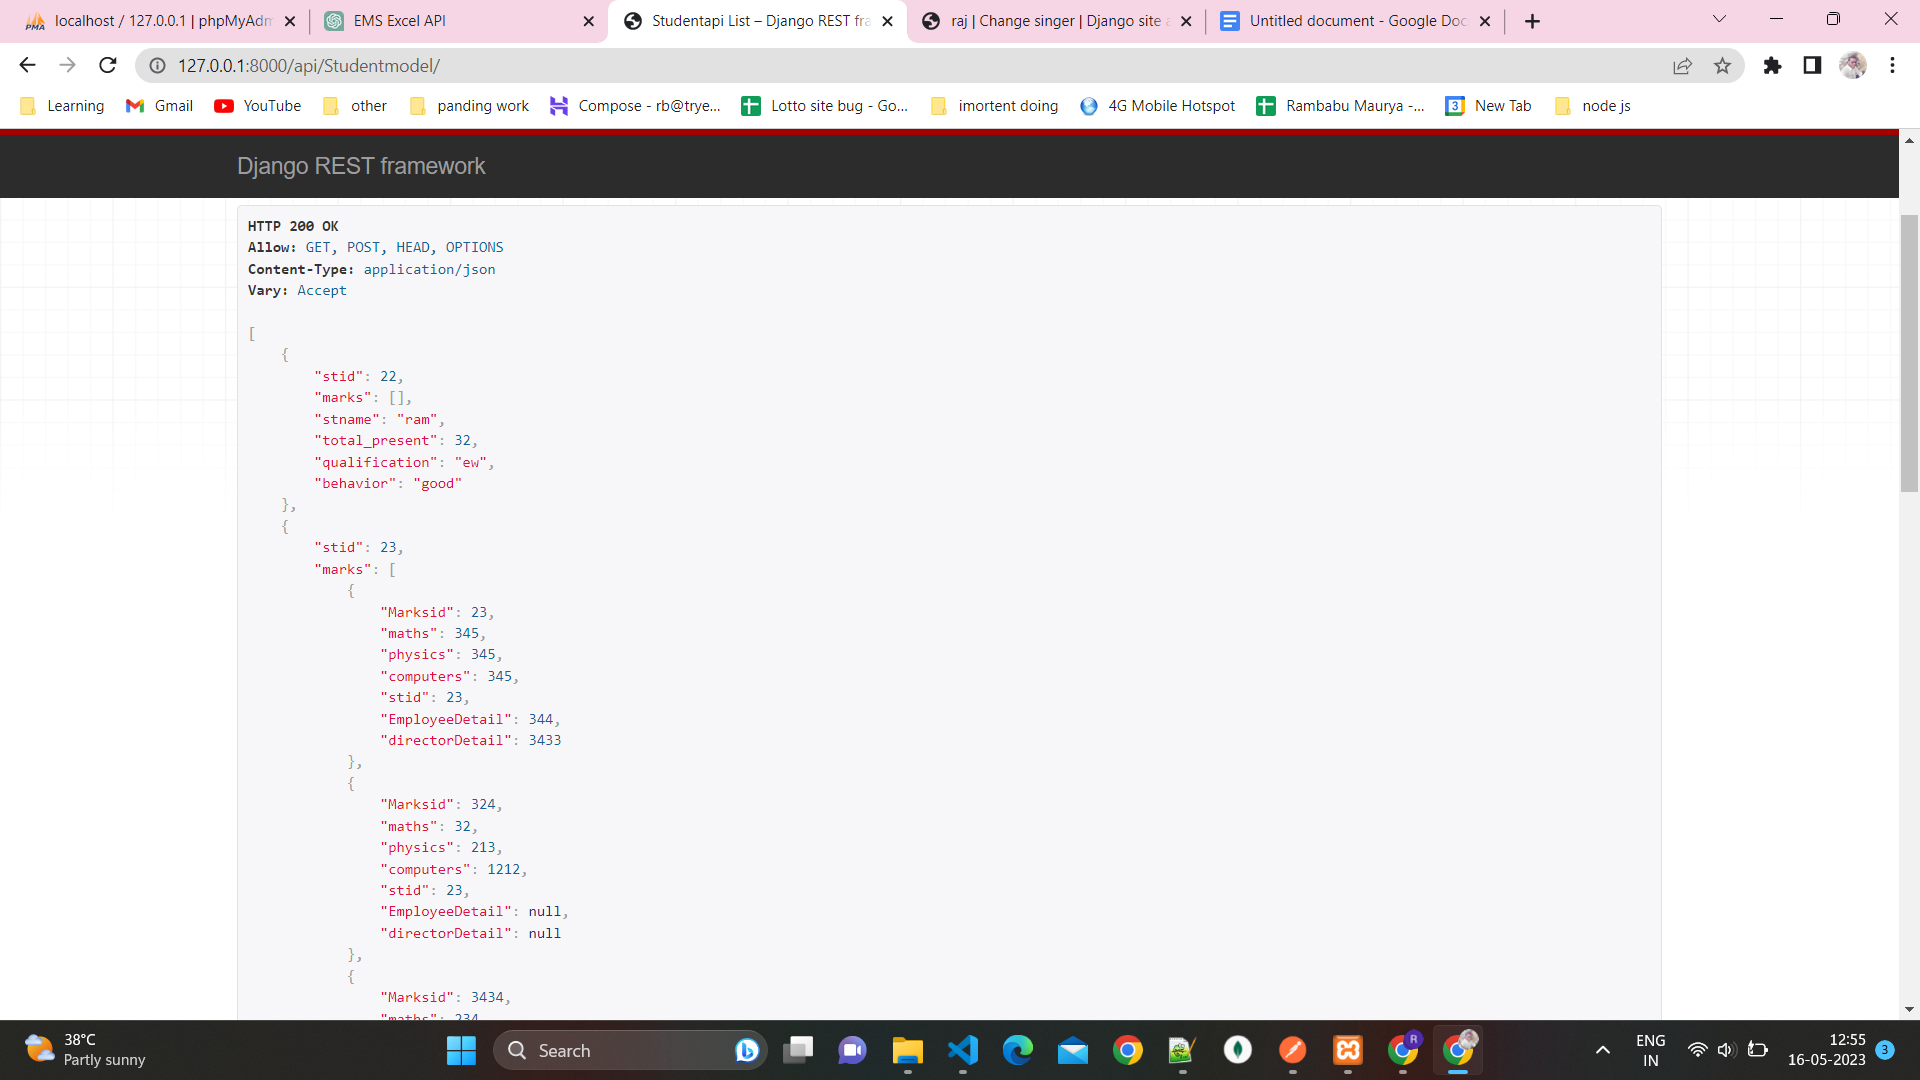 localhost / 127.0.0.1 | phpMyAdm
EMS Excel API
Studentapi List – Django REST fra
raj | Change singer | Django site a
Untitled document - Google Doc
127.0.0.1:8000/api/Studentmodel/
Learning
Gmail
YouTube
other
panding work
Compose - rb@trye...
Lotto site bug - Go...
imortent doing
4G Mobile Hotspot
Rambabu Maurya -...
3
New Tab
node js
Django REST framework
HTTP 200 OK
Allow: GET, POST, HEAD, OPTIONS
Content-Type: application/json
Vary: Accept
[
{
"stid": 22,
"marks": [],
"stname": "ram",
"total_present": 32,
"qualification": "ew",
"behavior": "good"
},
{
"stid": 23,
"marks": [
{
"Marksid": 23,
"maths": 345,
"physics": 345,
"computers": 345,
"stid": 23,
"EmployeeDetail": 344,
"directorDetail": 3433
},
{
"Marksid": 324,
"maths": 32,
"physics": 213,
"computers": 1212,
"stid": 23,
"EmployeeDetail": null,
"directorDetail": null
},
{
"Marksid": 3434,
"maths": 234
38°C
Partly sunny
Search
R
ENG
IN
12:55
16-05-2023
3